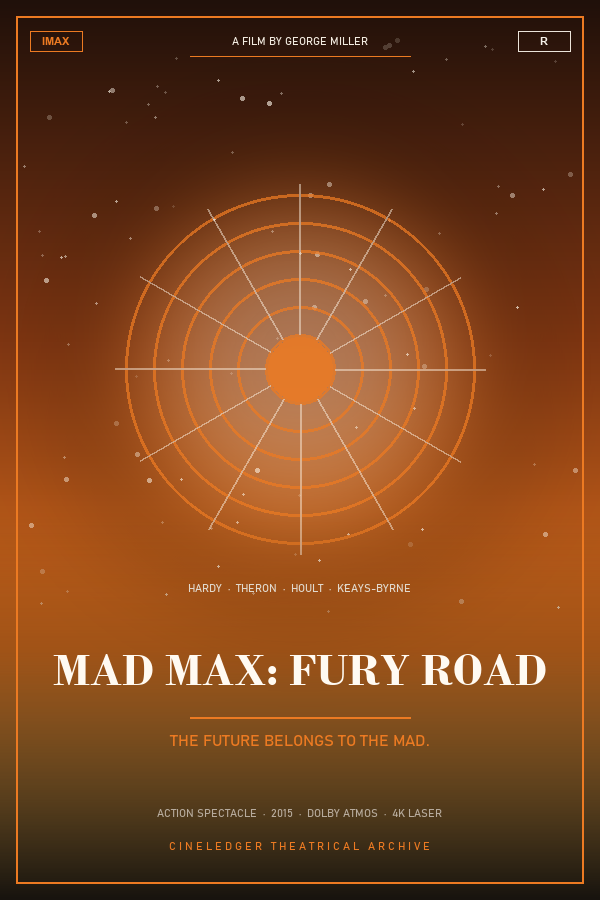 IMAX
A FILM BY GEORGE MILLER
R
HARDY · THERON · HOULT · KEAYS-BYRNE
MAD MAX: FURY ROAD
THE FUTURE BELONGS TO THE MAD.
ACTION SPECTACLE · 2015 · DOLBY ATMOS · 4K LASER
CINELEDGER THEATRICAL ARCHIVE